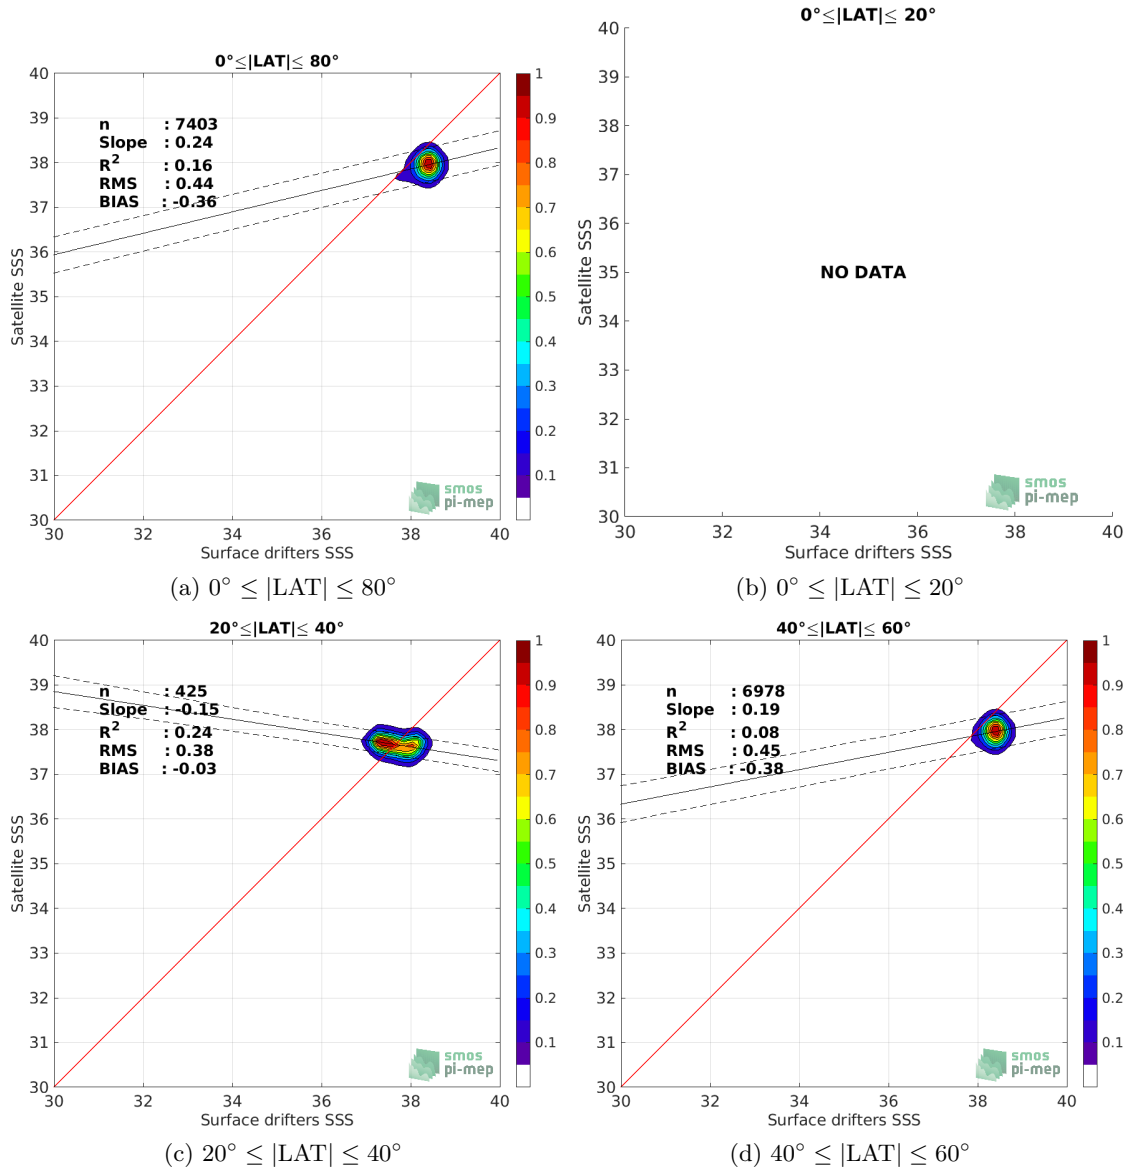 0°≤|LAT|≤ 80°
40
39
38
37
36
35
34
33
32
31
30
Satellite SSS
n : 7403
Slope : 0.24
R2 : 0.16
RMS : 0.44
BIAS : -0.36
smos
pi-mep
30 32 34 36 38 40
Surface drifters SSS
1
0.9
0.8
0.7
0.6
0.5
0.4
0.3
0.2
0.1
(a) 0° ≤ |LAT| ≤ 80°
0°≤|LAT|≤ 20°
40
39
38
37
36
35
34
33
32
31
30
Satellite SSS
NO DATA
smos
pi-mep
30 32 34 36 38 40
Surface drifters SSS
(b) 0° ≤ |LAT| ≤ 20°
20°≤|LAT|≤ 40°
40
39
38
37
36
35
34
33
32
31
30
Satellite SSS
n : 425
Slope : -0.15
R2 : 0.24
RMS : 0.38
BIAS : -0.03
smos
pi-mep
30 32 34 36 38 40
Surface drifters SSS
1
0.9
0.8
0.7
0.6
0.5
0.4
0.3
0.2
0.1
(c) 20° ≤ |LAT| ≤ 40°
40°≤|LAT|≤ 60°
40
39
38
37
36
35
34
33
32
31
30
Satellite SSS
n : 6978
Slope : 0.19
R2 : 0.08
RMS : 0.45
BIAS : -0.38
smos
pi-mep
30 32 34 36 38 40
Surface drifters SSS
1
0.9
0.8
0.7
0.6
0.5
0.4
0.3
0.2
0.1
(d) 40° ≤ |LAT| ≤ 60°